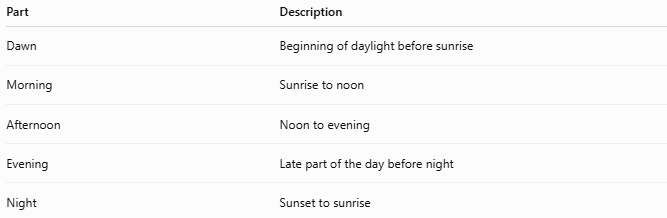 Part Description
Dawn Beginning of daylight before sunrise
Morning Sunrise to noon
Afternoon Noon to evening
Evening Late part of the day before night
Night Sunset to sunrise